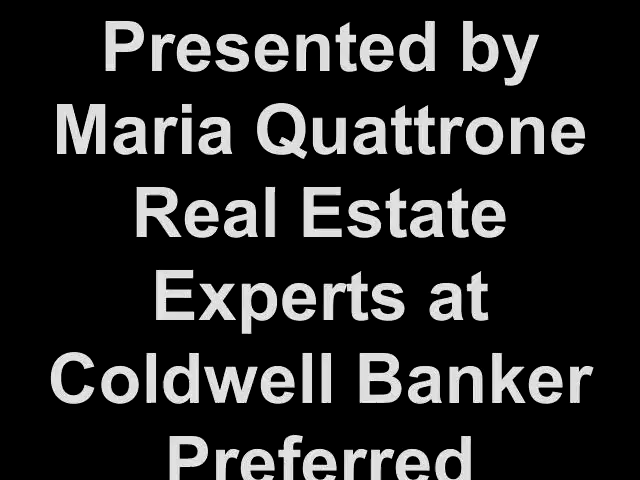 Presented by
Maria Quattrone
Real Estate
Experts at
Coldwell Banker
Preferred